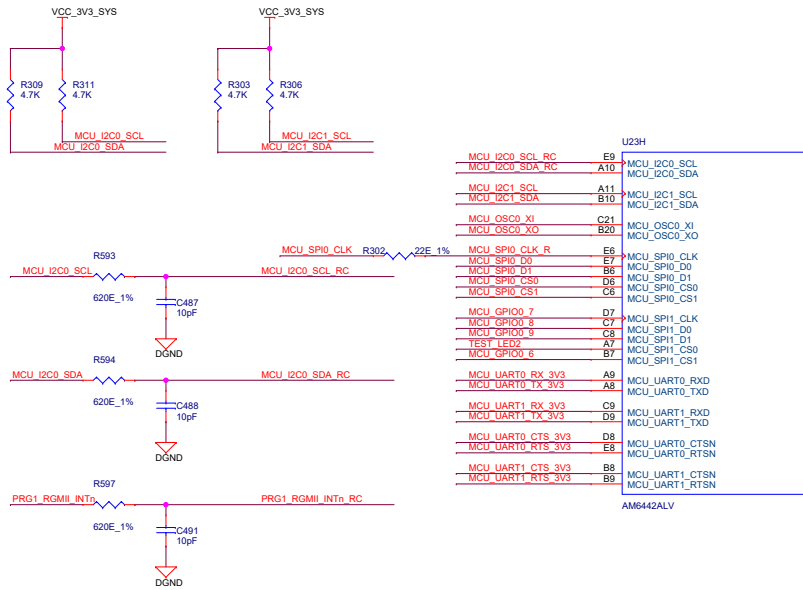 VCC_3V3_SYS
VCC_3V3_SYS
R309
4.7K
R311
4.7K
R303
4.7K
R306
4.7K
MCU_I2C0_SCL
MCU_I2C0_SDA
MCU_I2C1_SCL
MCU_I2C1_SDA
R593
MCU_I2C0_SCL
MCU_I2C0_SCL_RC
620E_1%
C487
10pF
DGND
R594
MCU_I2C0_SDA
MCU_I2C0_SDA_RC
620E_1%
C488
10pF
DGND
R597
PRG1_RGMII_INTn
PRG1_RGMII_INTn_RC
620E_1%
C491
10pF
DGND
MCU_SPI0_CLK
R302
22E_1%
U23H
MCU_I2C0_SCL_RC E9 MCU_I2C0_SCL
MCU_I2C0_SDA_RC A10 MCU_I2C0_SDA
MCU_I2C1_SCL A11 MCU_I2C1_SCL
MCU_I2C1_SDA B10 MCU_I2C1_SDA
MCU_OSC0_XI C21 MCU_OSC0_XI
MCU_OSC0_XO B20 MCU_OSC0_XO
MCU_SPI0_CLK_R E6 MCU_SPI0_CLK
MCU_SPI0_D0 E7 MCU_SPI0_D0
MCU_SPI0_D1 B6 MCU_SPI0_D1
MCU_SPI0_CS0 D6 MCU_SPI0_CS0
MCU_SPI0_CS1 C6 MCU_SPI0_CS1
MCU_GPIO0_7 D7 MCU_SPI1_CLK
MCU_GPIO0_8 C7 MCU_SPI1_D0
MCU_GPIO0_9 C8 MCU_SPI1_D1
TEST_LED2 A7 MCU_SPI1_CS0
MCU_GPIO0_6 B7 MCU_SPI1_CS1
MCU_UART0_RX_3V3 A9 MCU_UART0_RXD
MCU_UART0_TX_3V3 A8 MCU_UART0_TXD
MCU_UART1_RX_3V3 C9 MCU_UART1_RXD
MCU_UART1_TX_3V3 D9 MCU_UART1_TXD
MCU_UART0_CTS_3V3 D8 MCU_UART0_CTSN
MCU_UART0_RTS_3V3 E8 MCU_UART0_RTSN
MCU_UART1_CTS_3V3 B8 MCU_UART1_CTSN
MCU_UART1_RTS_3V3 B9 MCU_UART1_RTSN
AM6442ALV